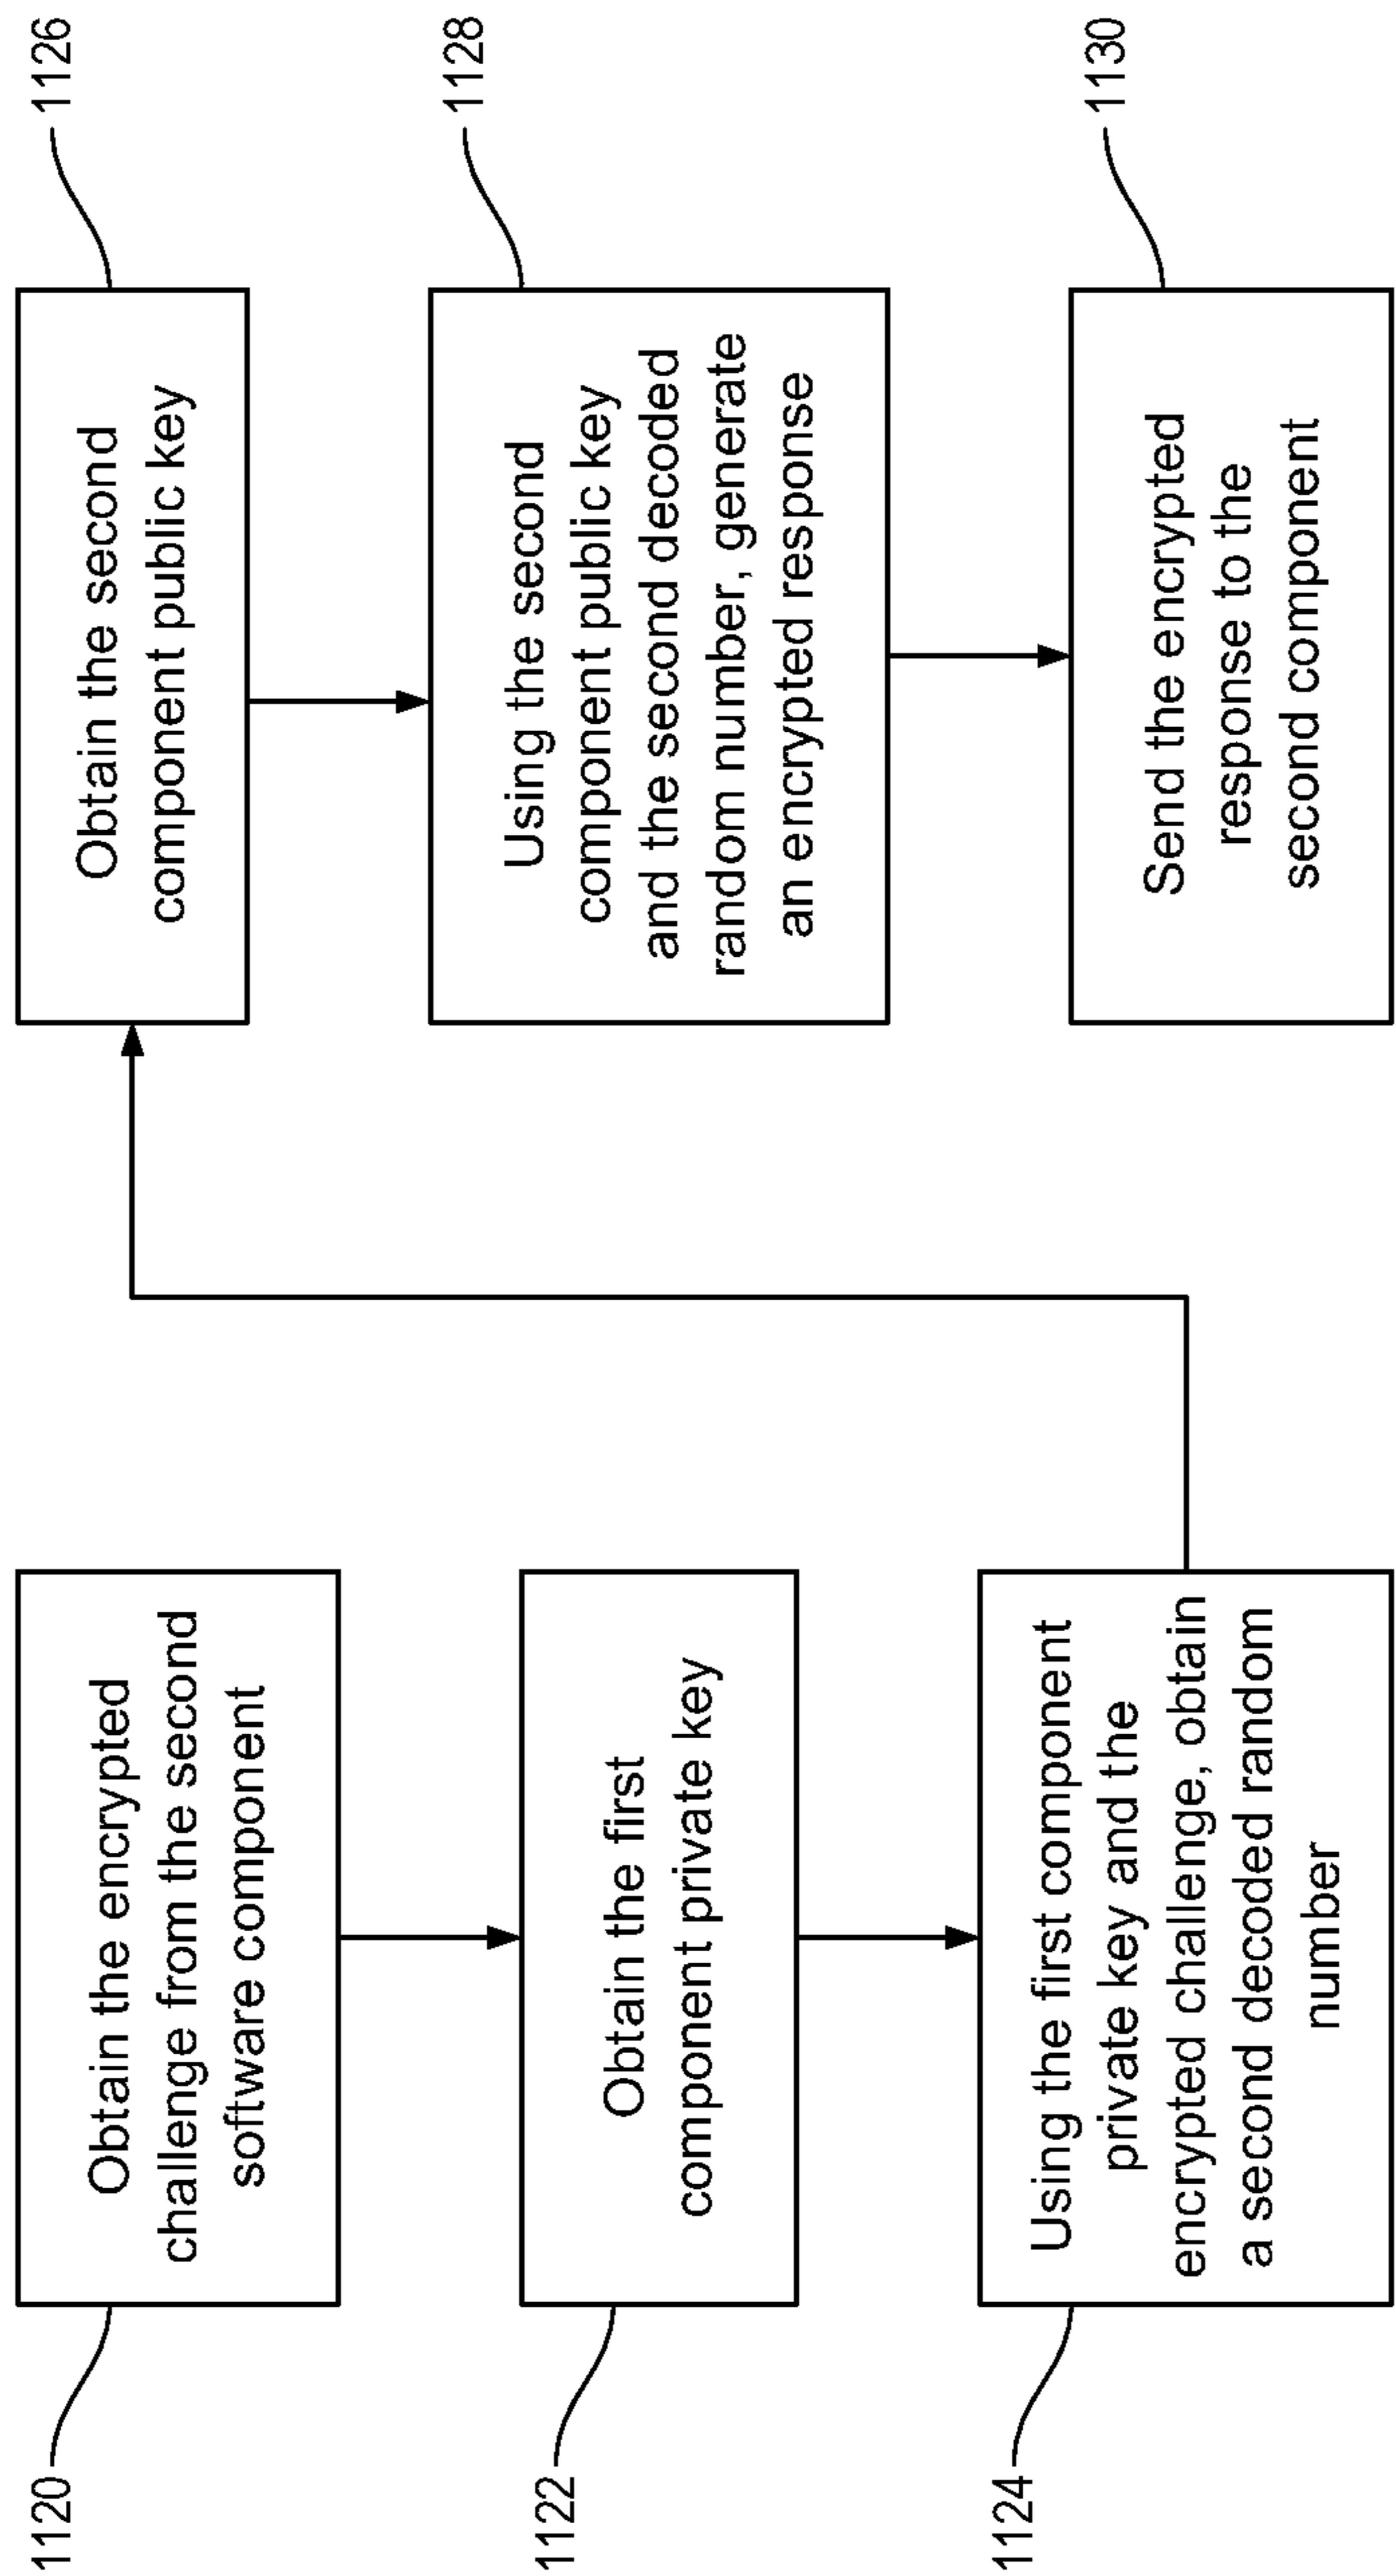 1120
Obtain the encrypted
challenge from the second
software component
1122
Obtain the first
component private key
1124
Using the first component
private key and the
encrypted challenge, obtain
a second decoded random
number
1126
Obtain the second
component public key
1128
Using the second
component public key
and the second decoded
random number, generate
an encrypted response
1130
Send the encrypted
response to the
second component